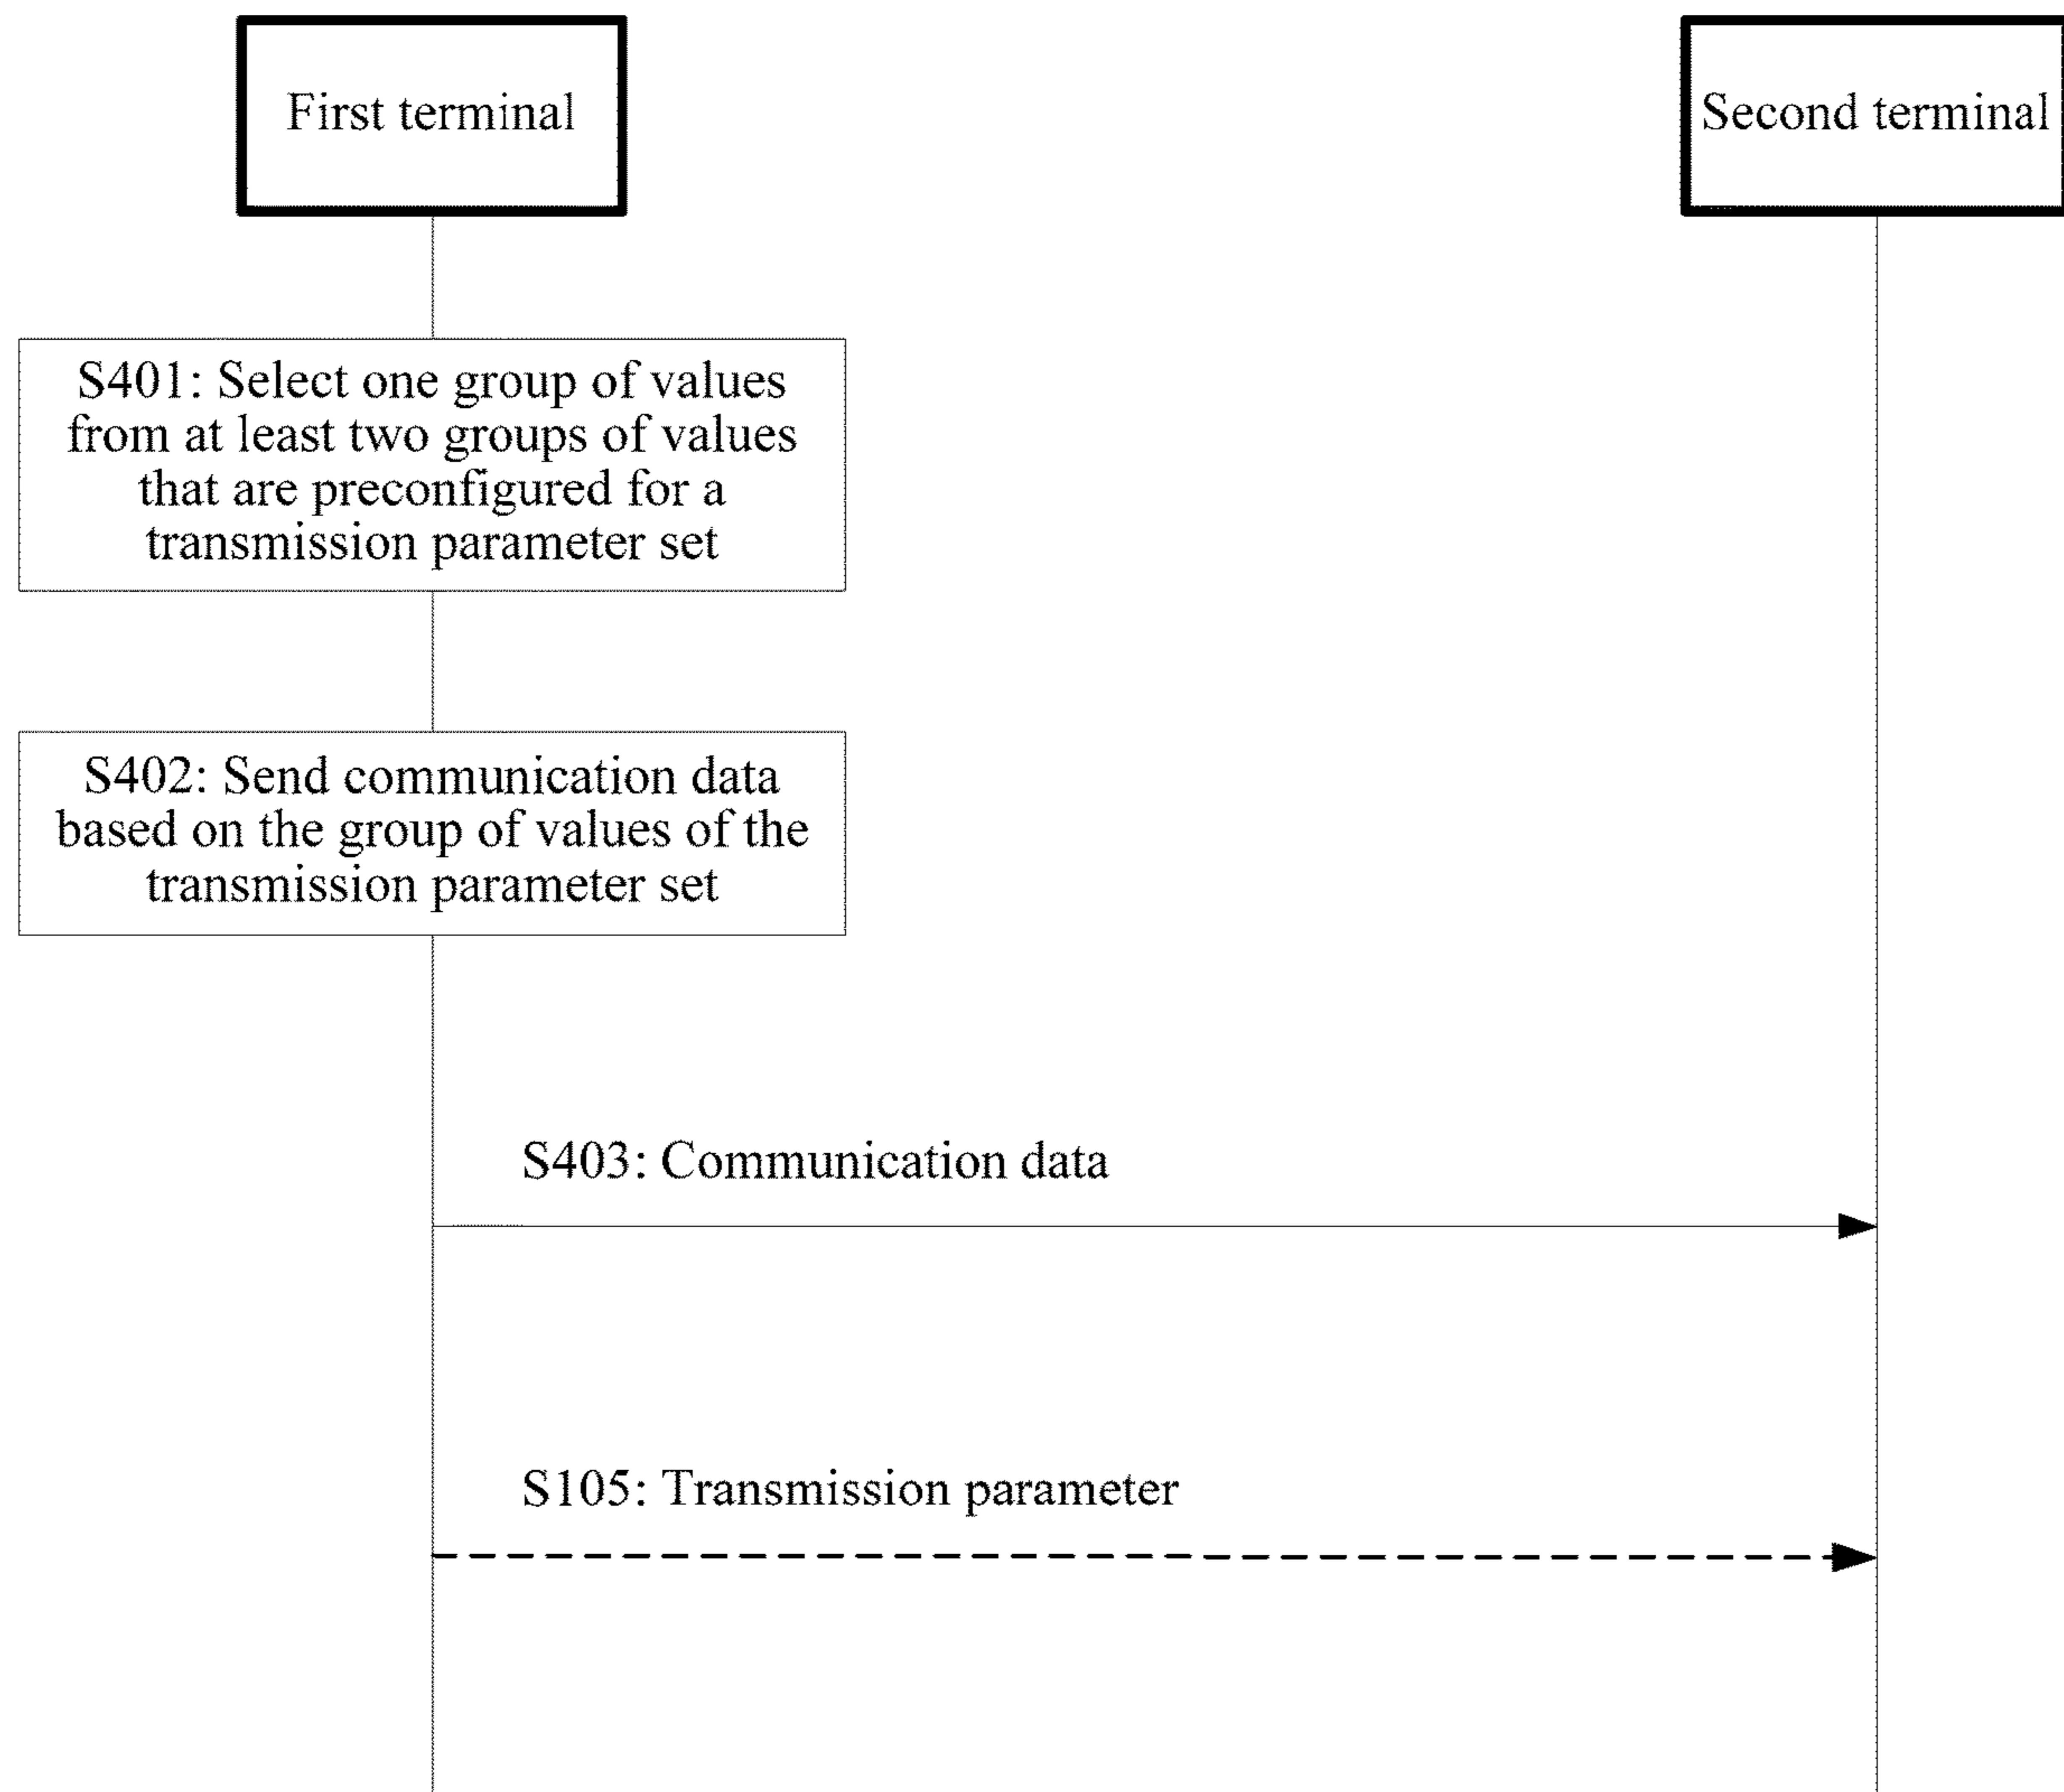 First terminal
Second terminal
S401: Select one group of values
from at least two groups of values
that are preconfigured for a
transmission parameter set
S402: Send communication data
based on the group of values of the
transmission parameter set
S403: Communication data
S105: Transmission parameter